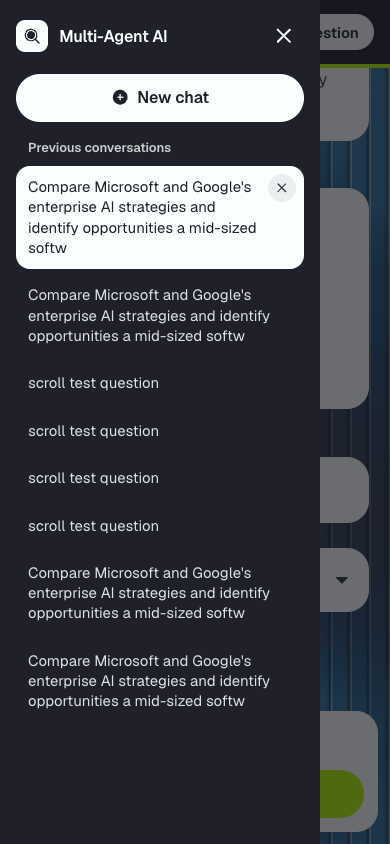 Multi-Agent AI
estion
New chat
y
Previous conversations
Compare Microsoft and Google's
enterprise AI strategies and
identify opportunities a mid-sized
softw
Compare Microsoft and Google's
enterprise AI strategies and identify
opportunities a mid-sized softw
scroll test question
scroll test question
scroll test question
scroll test question
Compare Microsoft and Google's
enterprise AI strategies and identify
opportunities a mid-sized softw
Compare Microsoft and Google's
enterprise AI strategies and identify
opportunities a mid-sized softw